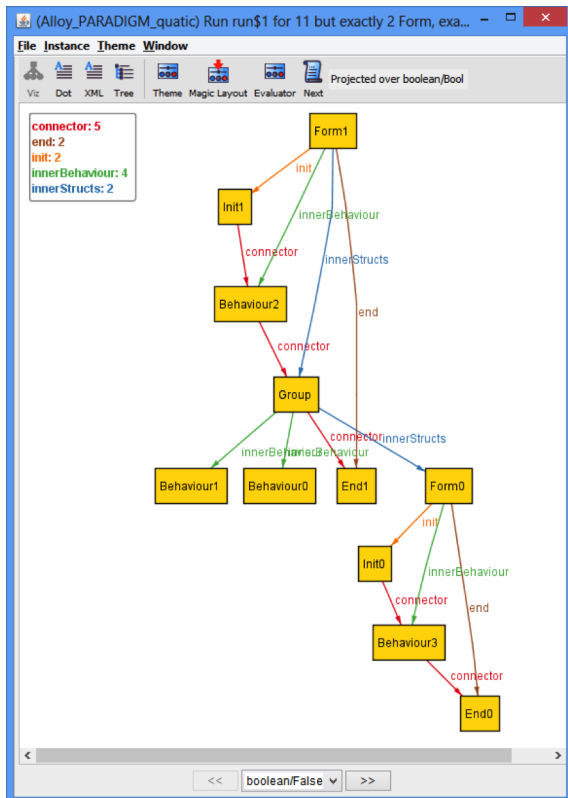 (Alloy_PARADIGM_quatic) Run run$1 for 11 but exactly 2 Form, exa...
File Instance Theme Window
Viz Dot XML Tree Theme Magic Layout Evaluator Next Projected over boolean/Bool
connector: 5
end: 2
init: 2
innerBehaviour: 4
innerStructs: 2
Form1
init
Init1
innerBehaviour
connector
innerStructs
Behaviour2
end
connector
Group
connector
innerStructs
innerBehaviour
innerBehaviour
Behaviour1
Behaviour0
End1
Form0
init
Init0
innerBehaviour
connector
end
Behaviour3
connector
End0
<< boolean/False >>